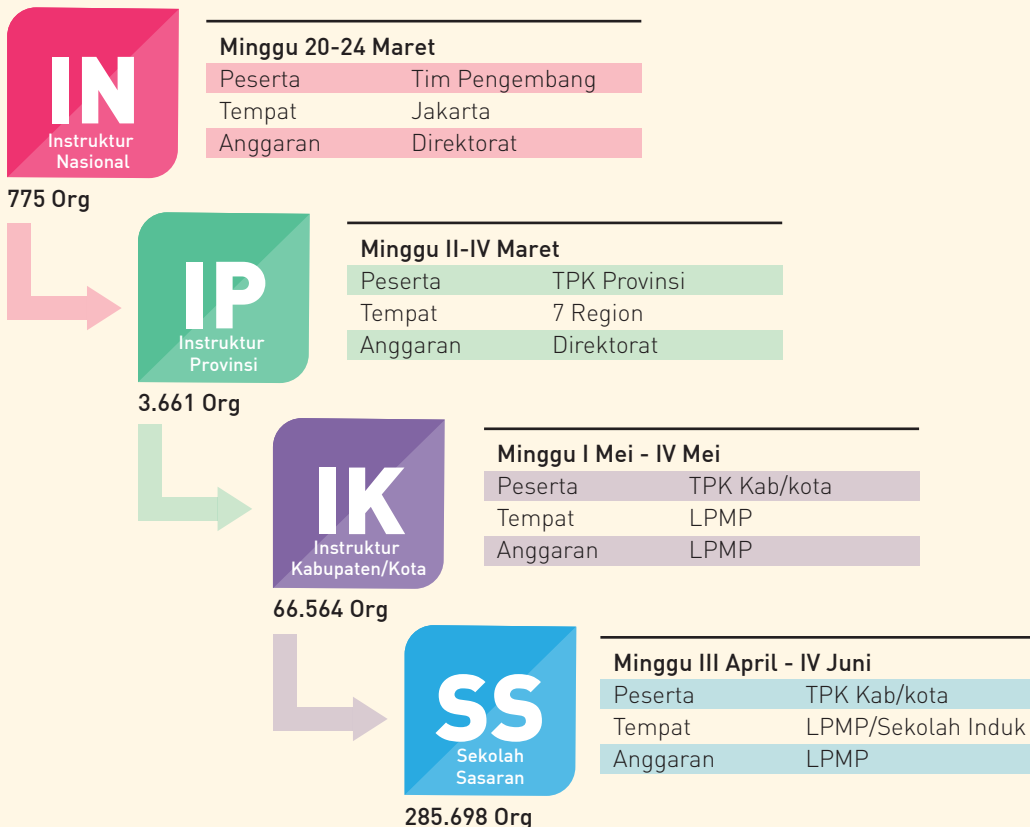 IN
Instruktur
Nasional
775 Org
Minggu 20-24 Maret
Peserta Tim Pengembang
Tempat Jakarta
Anggaran Direktorat
IP
Instruktur
Provinsi
3.661 Org
Minggu II-IV Maret
Peserta TPK Provinsi
Tempat 7 Region
Anggaran Direktorat
IK
Instruktur
Kabupaten/Kota
66.564 Org
Minggu I Mei - IV Mei
Peserta TPK Kab/kota
Tempat LPMP
Anggaran LPMP
SS
Sekolah
Sasaran
285.698 Org
Minggu III April - IV Juni
Peserta TPK Kab/kota
Tempat LPMP/Sekolah Induk
Anggaran LPMP